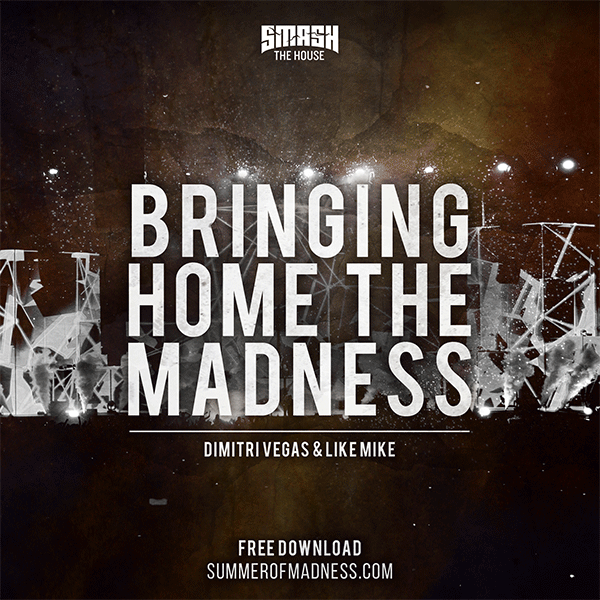 SMASH
THE HOUSE
BRINGING
HOME THE
MADNESS
DIMITRI VEGAS & LIKE MIKE
FREE DOWNLOAD
SUMMEROFMADNESS.COM